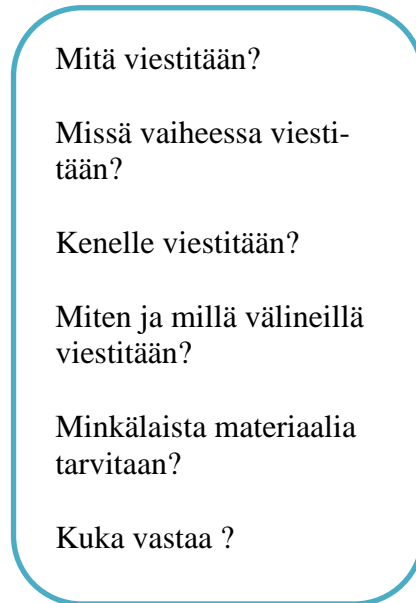 Mitä viestitään?
Missä vaiheessa viesti-
tään?
Kenelle viestitään?
Miten ja millä välineillä
viestitään?
Minkälaista materiaalia
tarvitaan?
Kuka vastaa ?